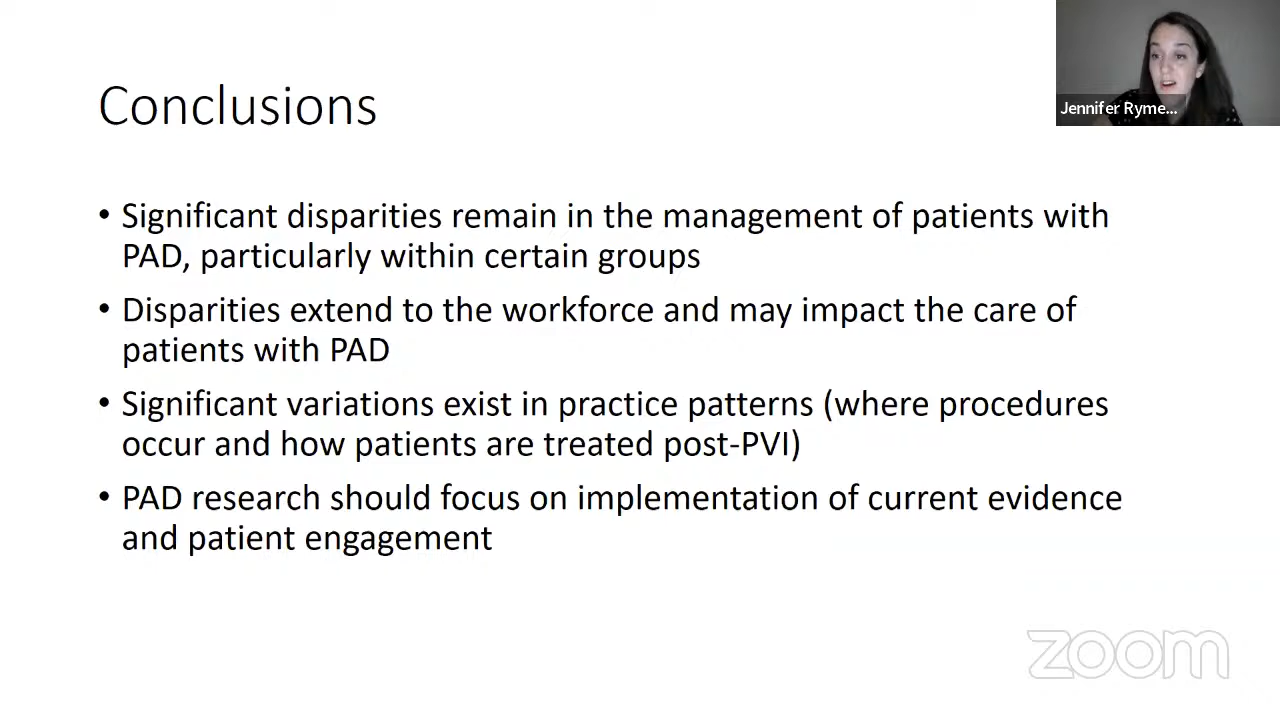 Conclusions
Jennifer Ryme...
• Significant disparities remain in the management of patients with
PAD, particularly within certain groups
• Disparities extend to the workforce and may impact the care of
patients with PAD
• Significant variations exist in practice patterns (where procedures
occur and how patients are treated post-PVI)
• PAD research should focus on implementation of current evidence
and patient engagement
zoom